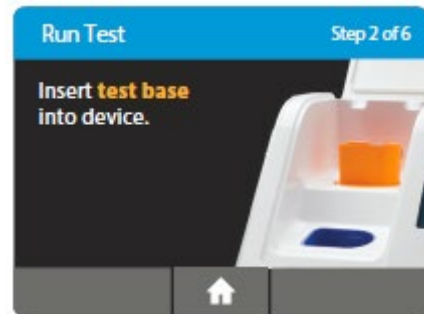 Run Test
Step 2 of 6
Insert test base
into device.